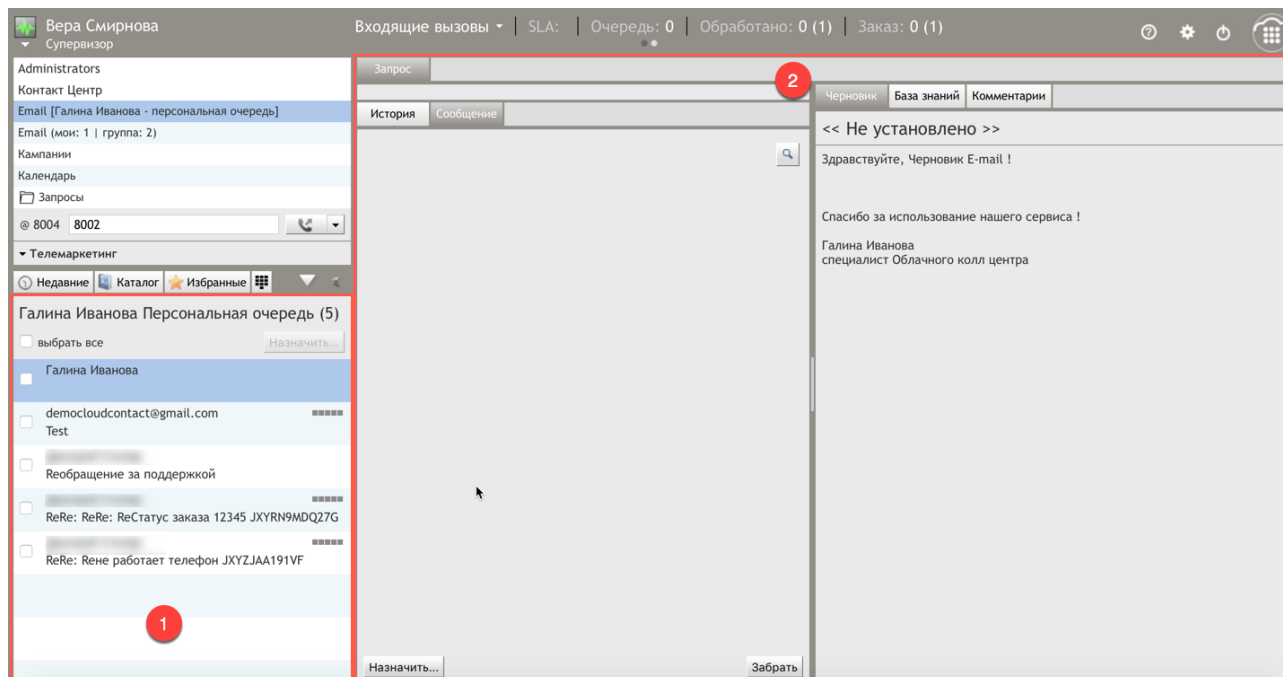 Вера Смирнова
Супервизор
Входящие вызовы SLA: Очередь: 0 Обработано: 0 (1) Заказ: 0 (1)
Administrators
Контакт Центр
Email [Галина Иванова - персональная очередь]
Email (мои: 1 | группа: 2)
Кампании
Календарь
Запросы
@ 8004 8002
Телемаркетинг
Недавние Каталог Избранные
Галина Иванова Персональная очередь (5)
выбрать все Назначить...
Галина Иванова
democloudcontact@gmail.com
Test
Reобращение за поддержкой
ReRe: ReRe: ReСтатус заказа 12345 JXYRN9MDQ27G
ReRe: Reне работает телефон JXYZJAA191VF
1
Запрос
2
История Сообщение
Назначить... Забрать
Черновик База знаний Комментарии
<< Не установлено >>
Здравствуйте, Черновик E-mail !
Спасибо за использование нашего сервиса !
Галина Иванова
специалист Облачного колл центра